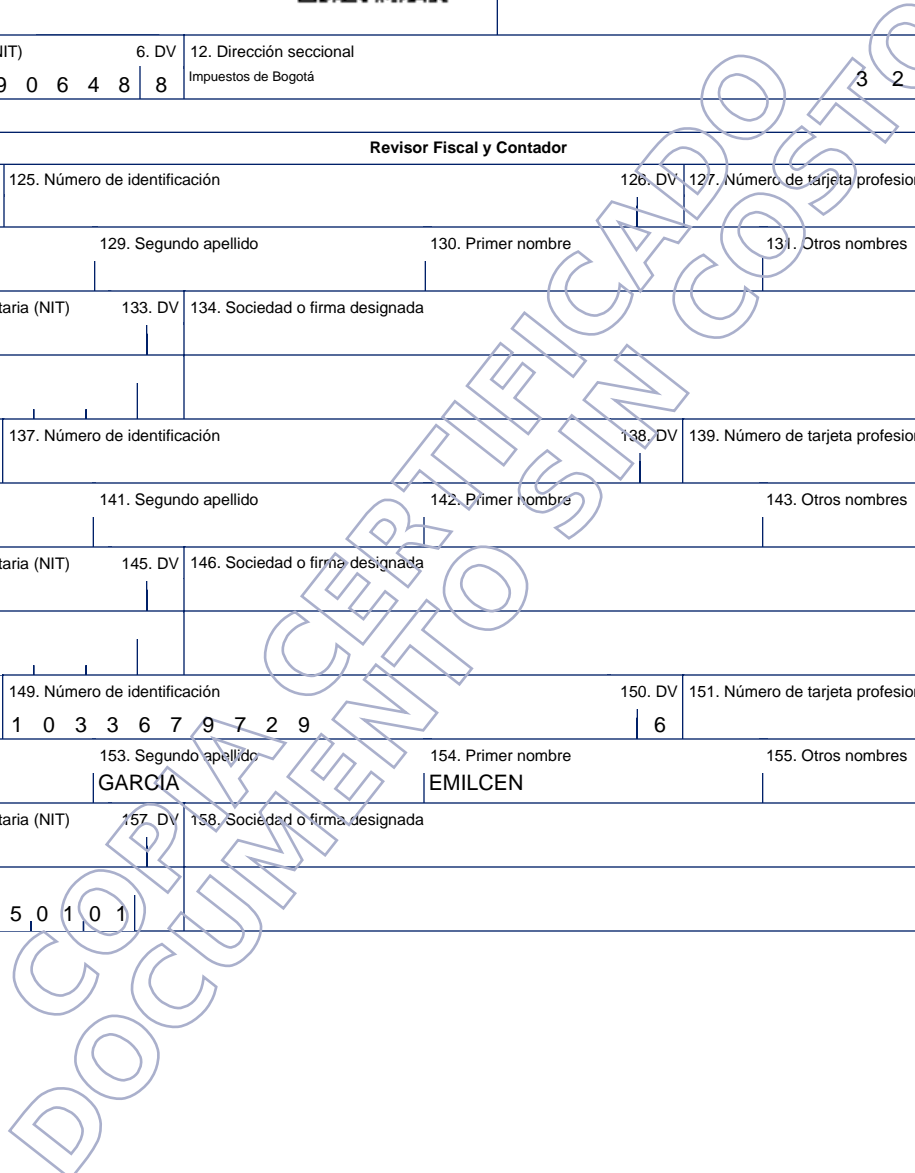 NIT) 6. DV 12. Dirección seccional
9 0 6 4 8 8 Impuestos de Bogotá 3 2
Revisor Fiscal y Contador
125. Número de identificación 126. DV 127. Número de tarjeta profesion
129. Segundo apellido 130. Primer nombre 131. Otros nombres
taria (NIT) 133. DV 134. Sociedad o firma designada
137. Número de identificación 138. DV 139. Número de tarjeta profesion
141. Segundo apellido 142. Primer nombre 143. Otros nombres
taria (NIT) 145. DV 146. Sociedad o firma designada
149. Número de identificación 150. DV 151. Número de tarjeta profesion
1 0 3 3 6 7 9 7 2 9 6
153. Segundo apellido 154. Primer nombre 155. Otros nombres
GARCIA EMILCEN
taria (NIT) 157. DV 158. Sociedad o firma designada
5 0 1 0 1
COPIA CERTIFICADO
DOCUMENTO SIN COSTO